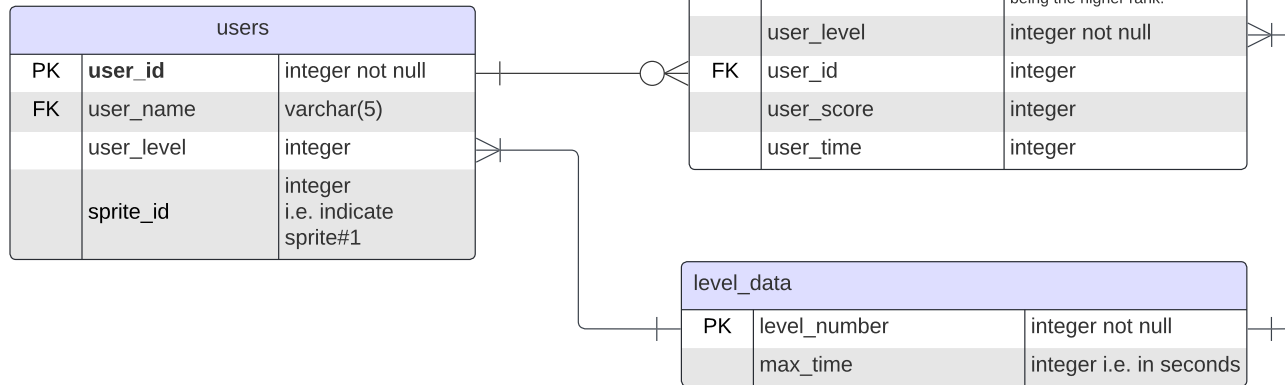 being the higher rank.
users
PK user_id integer not null
FK user_name varchar(5)
user_level integer
sprite_id integer
i.e. indicate
sprite#1
user_level integer not null
FK user_id integer
user_score integer
user_time integer
level_data
PK level_number integer not null
max_time integer i.e. in seconds